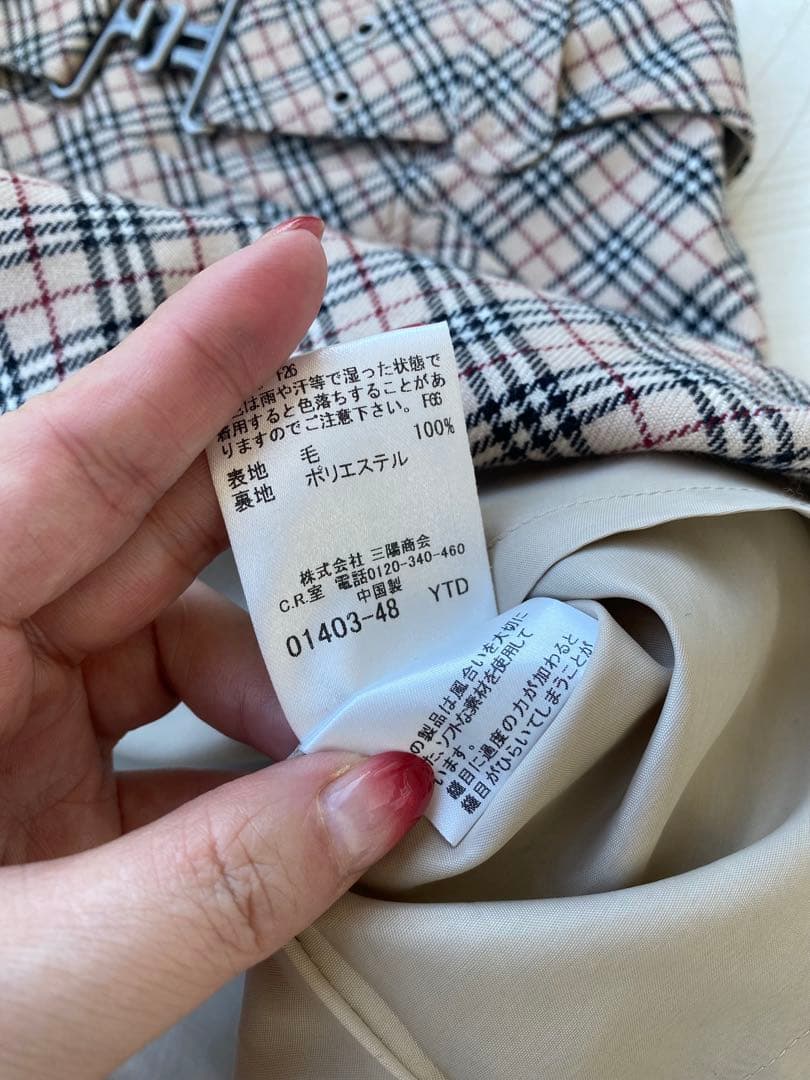 F26
は雨や汗等で湿った状態で
着用すると色落ちすることがあ
りますのでご注意下さい。F66
表地 毛 100%
裏地 ポリエステル
株式会社 三陽商会
C.R.室 電話0120-340-460
中国製
01403-48 YTD
の製品は風合いを大切に
た、ソフトな素材を使用して
います。
縫目に過度の力が加わると
縫目がひらいてしまうことが